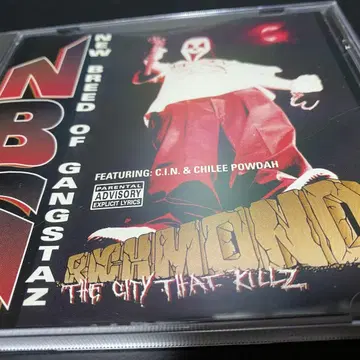 NBG
NEW BREED OF GANGSTAZ
FEATURING: C.I.N. & CHILEE POWDAH
PARENTAL
ADVISORY
EXPLICIT LYRICS
RICHMOND
THE CITY THAT KILLZ